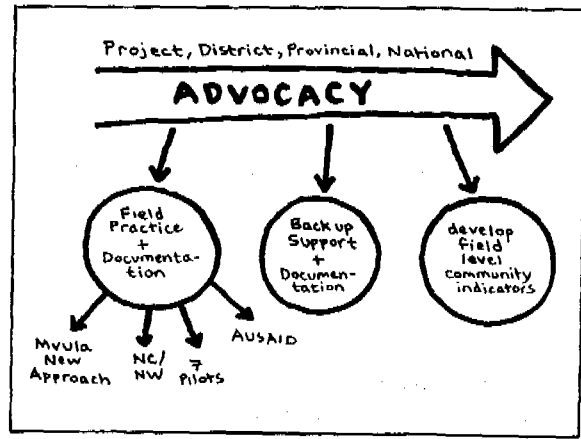 Project, District, Provincial, National
ADVOCACY
Field
Practice
+
Documenta-
tion
Back up
Support
+
Documen-
tation
develop
field
level
community
indicators
Mvula
New
Approach
NC/
NW
7
Pilots
AUSAID